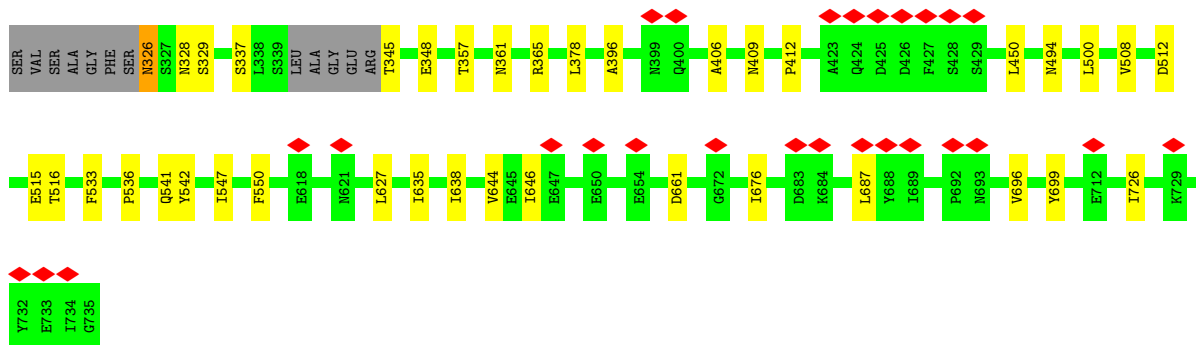 SER VAL SER ALA GLY PHE SER N326 S327 N328 S329 S337 L338 S339 LEU ALA GLY GLU ARG T345 E348 T357 N361 R365 L378 A396 N399 Q400 A406 N409 P412 A423 Q424 D425 D426 F427 S428 S429 L450 N494 L500 V508 D512
E515 T516 F533 P536 Q541 Y542 I547 F550 E618 N621 L627 I635 I638 V644 E645 I646 E647 E650 E654 D661 G672 I676 D683 K684 L687 Y688 I689 P692 N693 V696 Y699 E712 I726 K729
Y732 E733 I734 G735